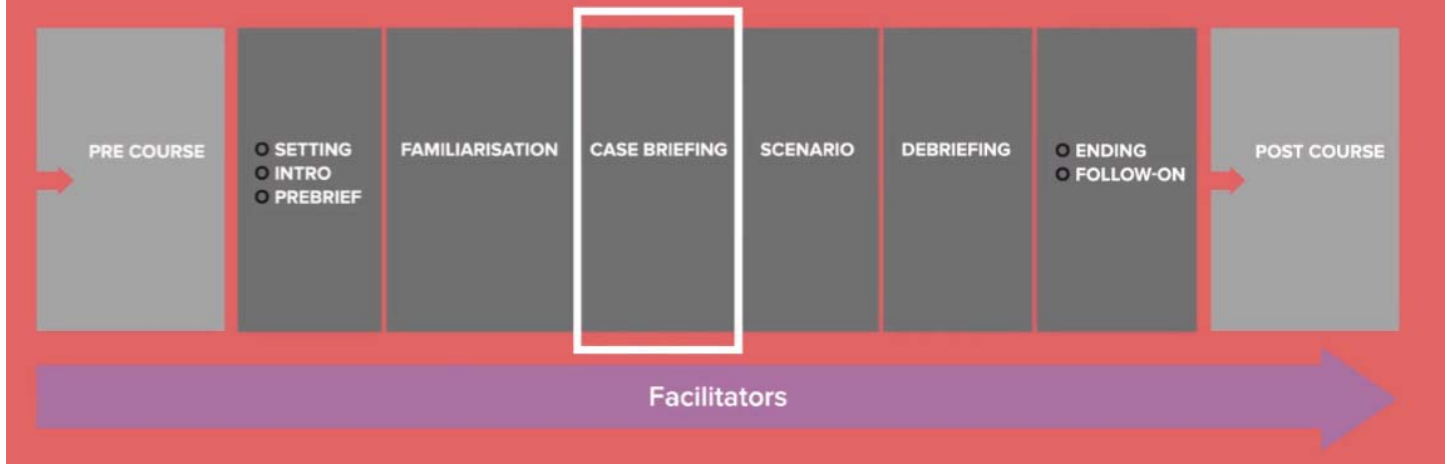 PRE COURSE
O SETTING
O INTRO
O PREBRIEF
FAMILIARISATION
CASE BRIEFING
SCENARIO
DEBRIEFING
O ENDING
O FOLLOW-ON
POST COURSE
Facilitators